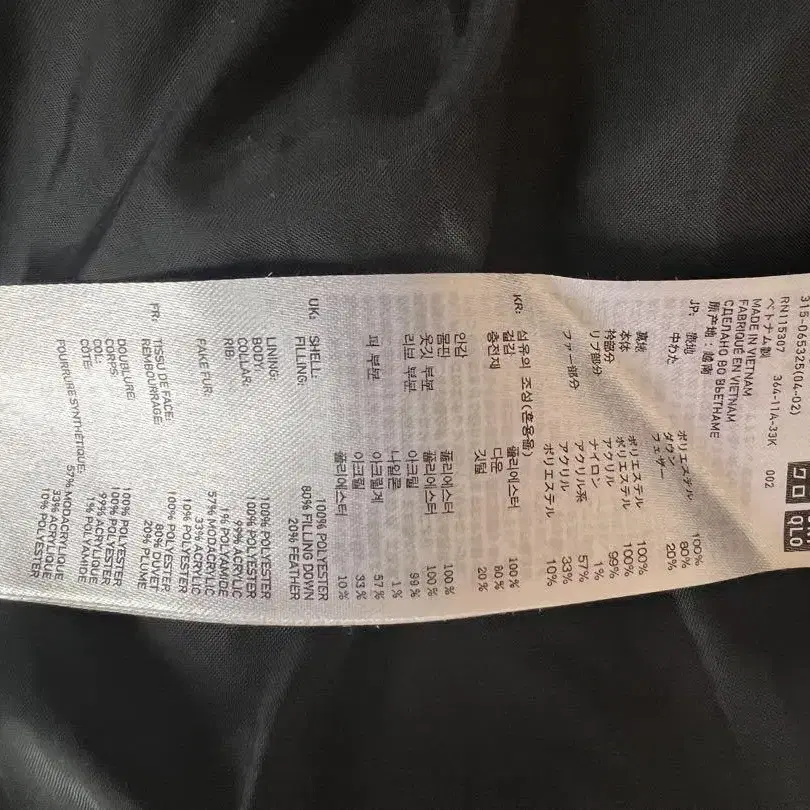 クロ
QLO
315-065325(04-02)
RN115307 364-11A-33K 002
ベトナム製
MADE IN VIETNAM
FABRIQUÉ EN VIETNAM
СДЕЛАНО ВО ВЬЕТНАМЕ
原产地：越南
JP: 表地 ポリエステル 100%
中わた ダウン 80%
フェザー 20%
裏地 ポリエステル 100%
本体 ポリエステル 100%
衿部分 アクリル 99%
リブ部分 ナイロン 1%
ファー部分 アクリル系 57%
アクリル 33%
ポリエステル 10%
KR: 섬유의 조성(혼용율)
겉감 폴리에스터 100%
충전재 다운 80%
깃털 20%
안감 폴리에스터 100%
몸판 폴리에스터 100%
옷깃 부분 아크릴 99%
리브 부분 나일론 1%
퍼 부분 아크릴계 57%
아크릴 33%
폴리에스터 10%
UK: SHELL: 100% POLYESTER
FILLING: 80% FILLING DOWN
20% FEATHER
LINING: 100% POLYESTER
BODY: 100% POLYESTER
COLLAR: 99% ACRYLIC
RIB: 1% POLYAMIDE
FAKE FUR: 57% MODACRYLIC
33% ACRYLIC
10% POLYESTER
FR: TISSU DE FACE: 100% POLYESTER
REMBOURRAGE: 80% DUVET
20% PLUME
DOUBLURE: 100% POLYESTER
CORPS: 100% POLYESTER
COL: 99% ACRYLIQUE
CÔTE: 1% POLYAMIDE
FOURRURE SYNTHÉTIQUE: 57% MODACRYLIQUE
33% ACRYLIQUE
10% POLYESTER